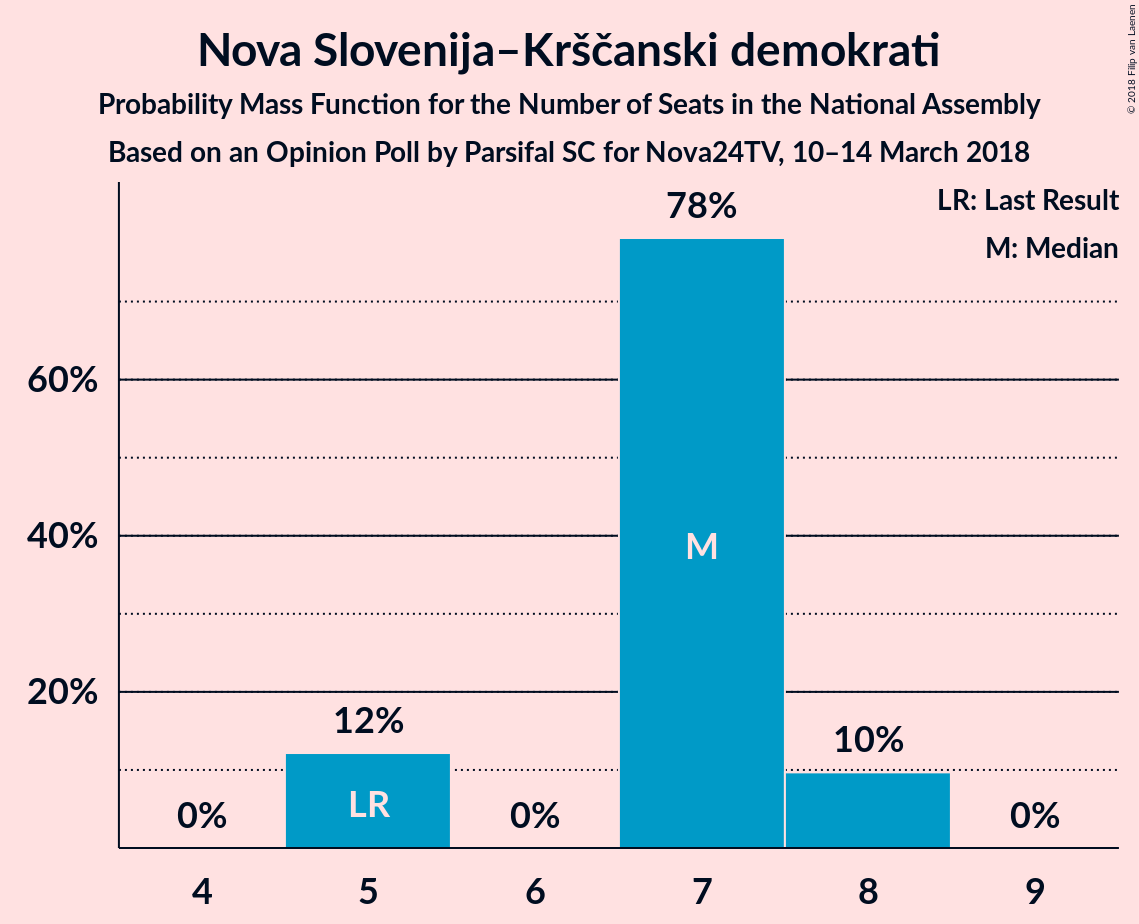 Nova Slovenija–Krščanski demokrati
Probability Mass Function for the Number of Seats in the National Assembly
Based on an Opinion Poll by Parsifal SC for Nova24TV, 10–14 March 2018
© 2018 Filip van Laenen
LR: Last Result
M: Median
78%
60%
40%
20%
M
12%
10%
LR
0%
0%
0%
4 5 6 7 8 9